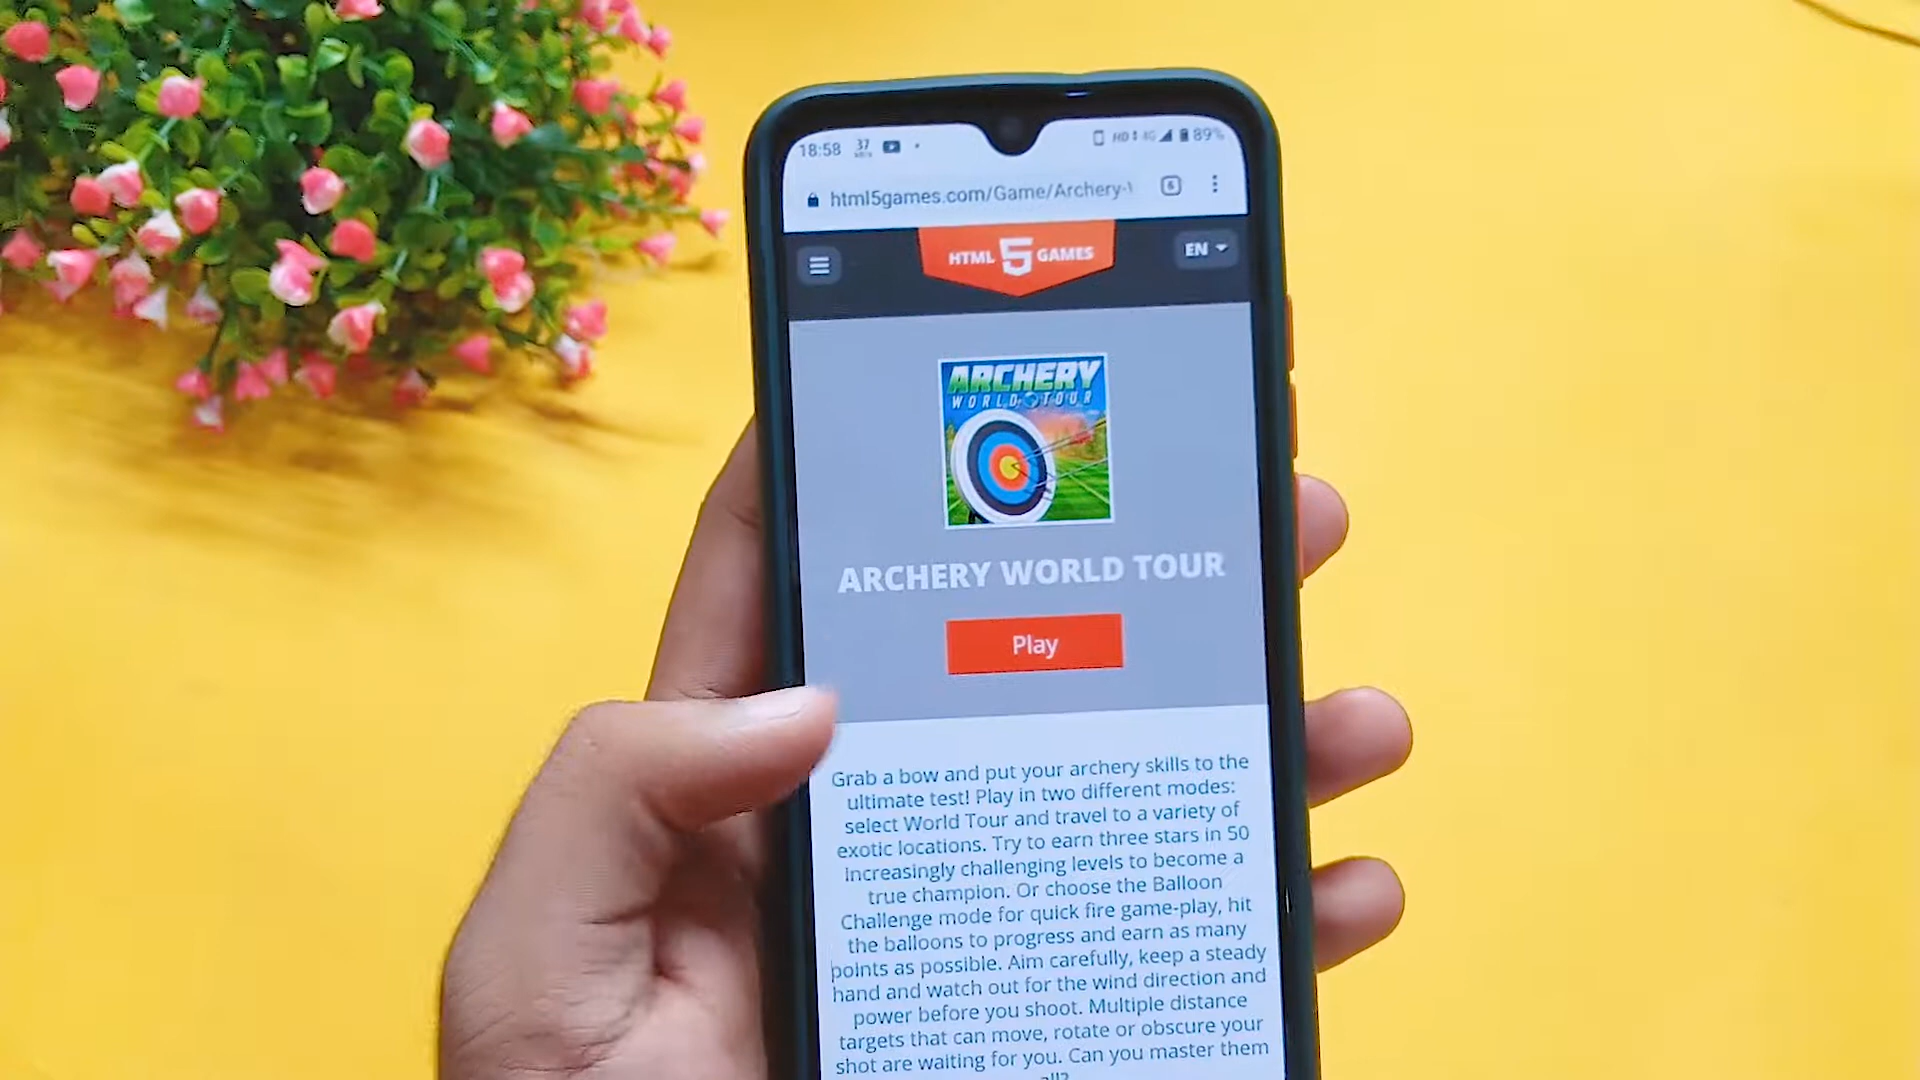 18:58 37 HD 4G 89%
html5games.com/Game/Archery- 6
HTML 5 GAMES EN
ARCHERY
WORLD TOUR
ARCHERY WORLD TOUR
Play
Grab a bow and put your archery skills to the
ultimate test! Play in two different modes:
select World Tour and travel to a variety of
exotic locations. Try to earn three stars in 50
increasingly challenging levels to become a
true champion. Or choose the Balloon
Challenge mode for quick fire game-play, hit
the balloons to progress and earn as many
points as possible. Aim carefully, keep a steady
hand and watch out for the wind direction and
power before you shoot. Multiple distance
targets that can move, rotate or obscure your
shot are waiting for you. Can you master them
all?